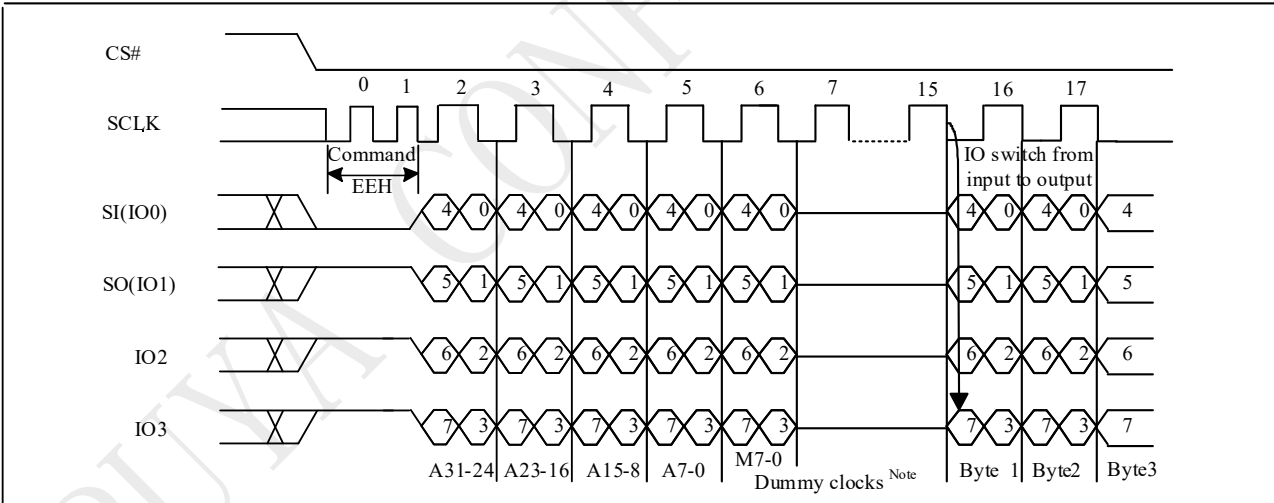 CS#
0 1 2 3 4 5 6 7 15 16 17
SCLK
Command
EEH
IO switch from
input to output
SI(IO0) 4 0 4 0 4 0 4 0 4 0 4 0 4 0 4
SO(IO1) 5 1 5 1 5 1 5 1 5 1 5 1 5 1 5
IO2 6 2 6 2 6 2 6 2 6 2 6 2 6 2 6
IO3 7 3 7 3 7 3 7 3 7 3 7 3 7 3 7
A31-24 A23-16 A15-8 A7-0 M7-0 Byte 1 Byte2 Byte3
Dummy clocks Note
PUYA CONF